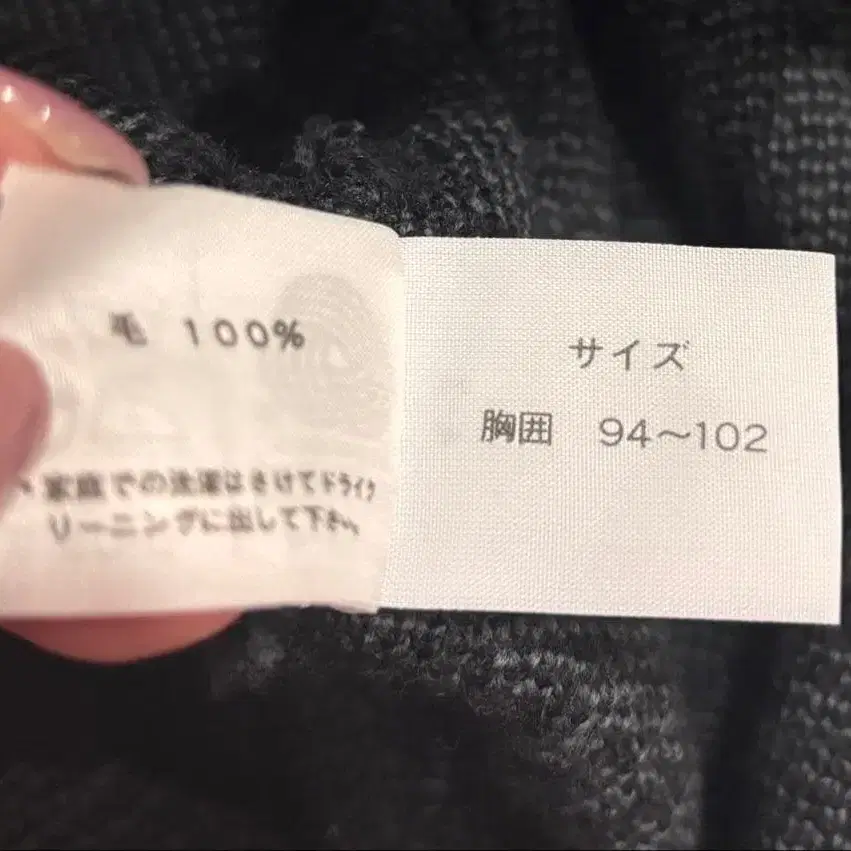 毛 100%
・家庭での洗濯はさけてドライク
リーニングに出して下さい
サイズ
胸囲 94～102